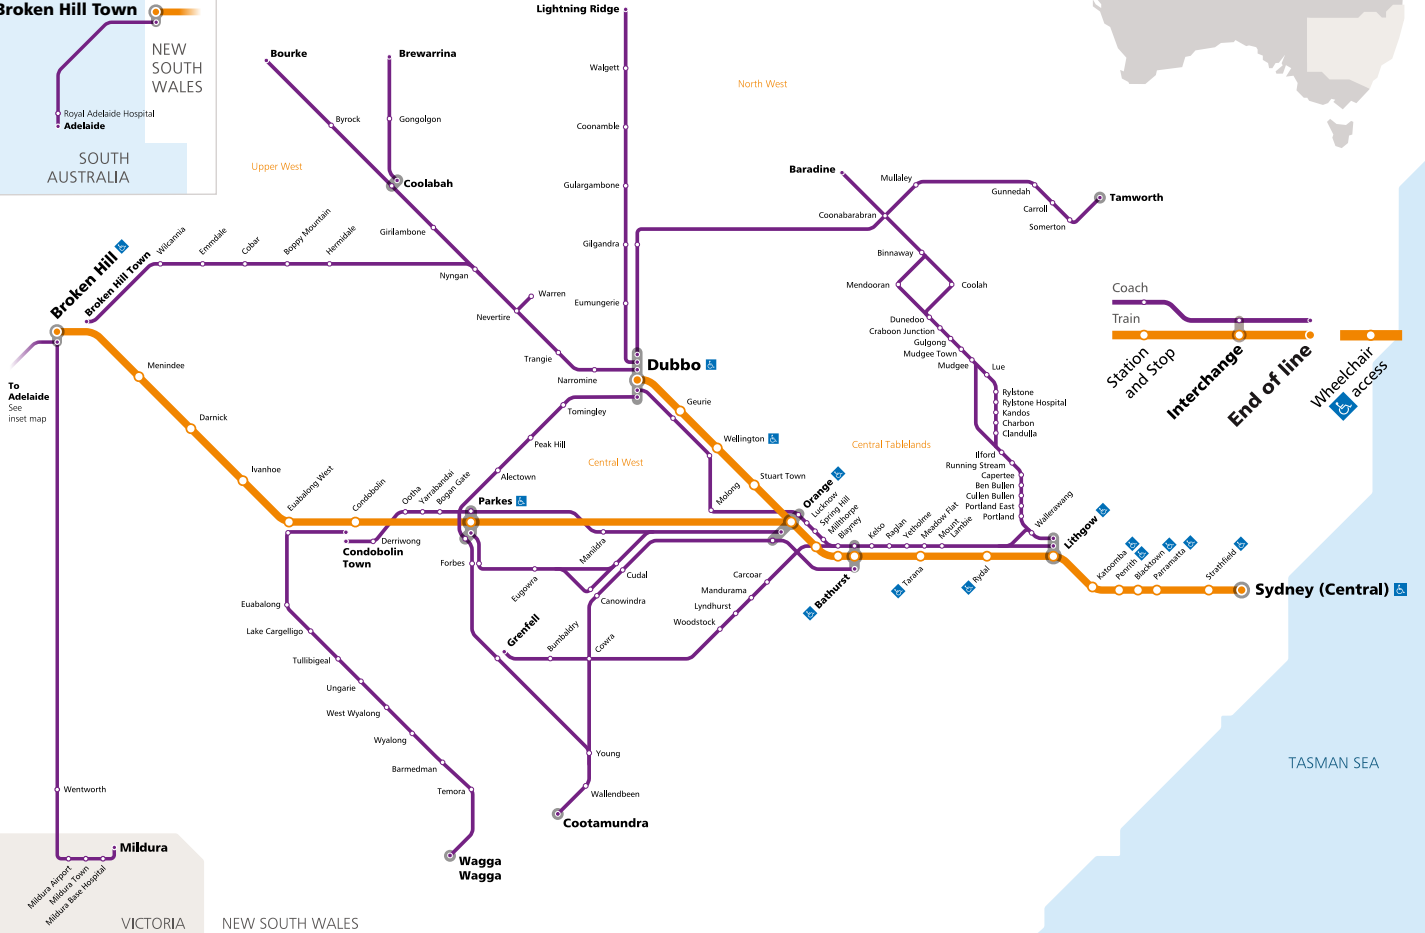 Broken Hill Town
NEW
SOUTH
WALES
Royal Adelaide Hospital
Adelaide
SOUTH
AUSTRALIA
Lightning Ridge
Walgett
Coonamble
Gulargambone
Gilgandra
Eumungerie
North West
Bourke
Byrock
Brewarrina
Gongolgon
Coolabah
Upper West
Girilambone
Nyngan
Warren
Nevertire
Trangie
Narromine
Broken Hill
Broken Hill Town
Wilcannia
Emmdale
Cobar
Boppy Mountain
Hermidale
To
Adelaide
See
inset map
Menindee
Darnick
Ivanhoe
Euabalong West
Condobolin
Ootha
Yarrabandai
Bogan Gate
Parkes
Condobolin
Town
Derriwong
Dubbo
Tomingley
Peak Hill
Alectown
Central West
Geurie
Wellington
Stuart Town
Molong
Orange
Lucknow
Spring Hill
Millthorpe
Blayney
Baradine
Mullaley
Gunnedah
Carroll
Somerton
Tamworth
Coonabarabran
Binnaway
Mendooran
Coolah
Dunedoo
Craboon Junction
Gulgong
Mudgee Town
Mudgee
Lue
Rylstone
Rylstone Hospital
Kandos
Charbon
Clandulla
Central Tablelands
Ilford
Running Stream
Capertee
Ben Bullen
Cullen Bullen
Portland East
Portland
Wallerawang
Lithgow
Kelso
Raglan
Yetholme
Meadow Flat
Mount
Lambie
Bathurst
Tarana
Rydal
Katoomba
Penrith
Blacktown
Parramatta
Strathfield
Sydney (Central)
Coach
Train
Station
and Stop
Interchange
End of line
Wheelchair
access
Forbes
Eugowra
Manildra
Cudal
Canowindra
Carcoar
Mandurama
Lyndhurst
Woodstock
Grenfell
Bumbaldry
Cowra
Young
Wallendbeen
Cootamundra
Euabalong
Lake Cargelligo
Tullibigeal
Ungarie
West Wyalong
Wyalong
Barmedman
Temora
Wagga
Wagga
Wentworth
Mildura
Mildura Airport
Mildura Town
Mildura Base Hospital
VICTORIA
NEW SOUTH WALES
TASMAN SEA